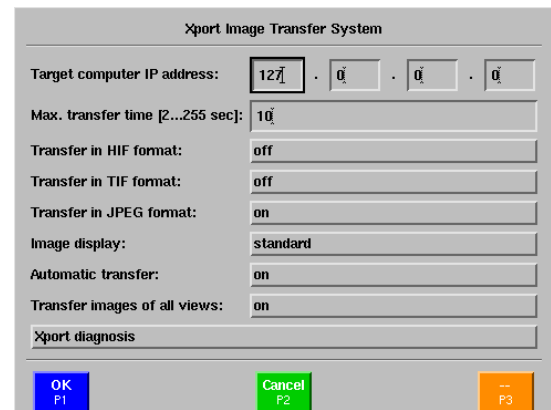 Xport Image Transfer System
Target computer IP address: 127 . 0 . 0 . 0
Max. transfer time [2...255 sec]: 10
Transfer in HIF format: off
Transfer in TIF format: off
Transfer in JPEG format: on
Image display: standard
Automatic transfer: on
Transfer images of all views: on
Xport diagnosis
OK Cancel --
P1 P2 P3